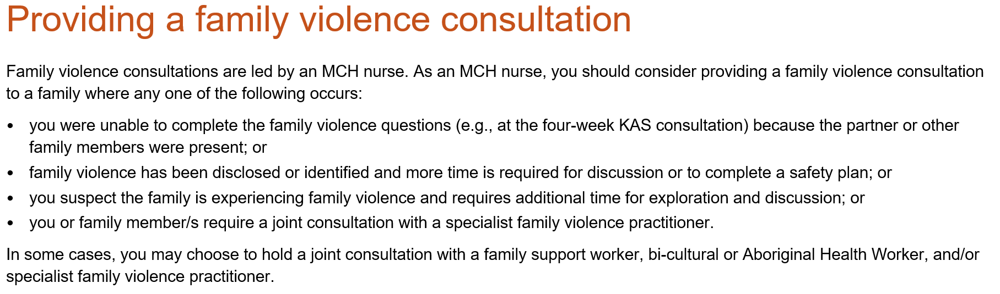 Providing a family violence consultation
Family violence consultations are led by an MCH nurse. As an MCH nurse, you should consider providing a family violence consultation
to a family where any one of the following occurs:
• you were unable to complete the family violence questions (e.g., at the four-week KAS consultation) because the partner or other
family members were present; or
• family violence has been disclosed or identified and more time is required for discussion or to complete a safety plan; or
• you suspect the family is experiencing family violence and requires additional time for exploration and discussion; or
• you or family member/s require a joint consultation with a specialist family violence practitioner.
In some cases, you may choose to hold a joint consultation with a family support worker, bi-cultural or Aboriginal Health Worker, and/or
specialist family violence practitioner.